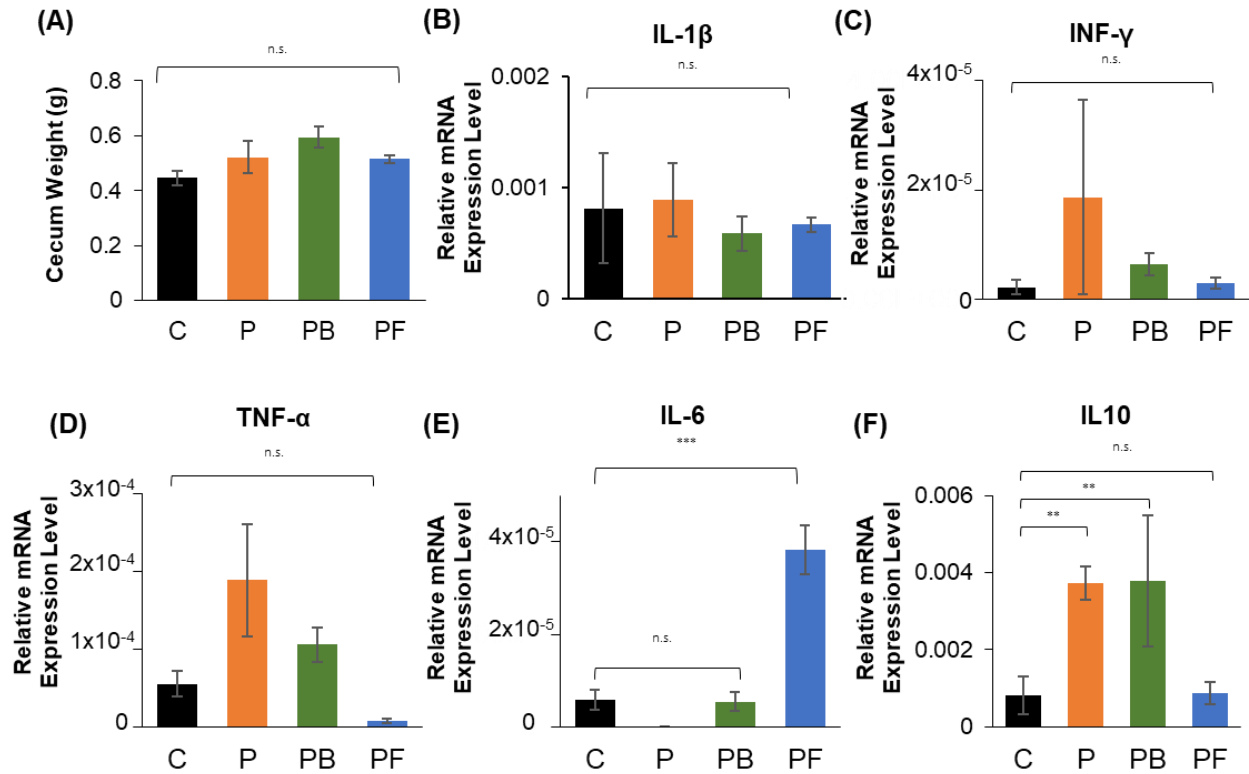 (A)
n.s.
Cecum Weight (g)
0.8
0.6
0.4
0.2
0
C P PB PF
(B)
IL-1β
n.s.
Relative mRNA
Expression Level
0.002
0.001
0
C P PB PF
(C)
INF-γ
n.s.
Relative mRNA
Expression Level
4x10⁻⁵
2x10⁻⁵
0
C P PB PF
(D)
TNF-α
n.s.
Relative mRNA
Expression Level
3x10⁻⁴
2x10⁻⁴
1x10⁻⁴
0
C P PB PF
(E)
IL-6
***
n.s.
Relative mRNA
Expression Level
4x10⁻⁵
2x10⁻⁵
0
C P PB PF
(F)
IL10
n.s.
**
**
Relative mRNA
Expression Level
0.006
0.004
0.002
0
C P PB PF